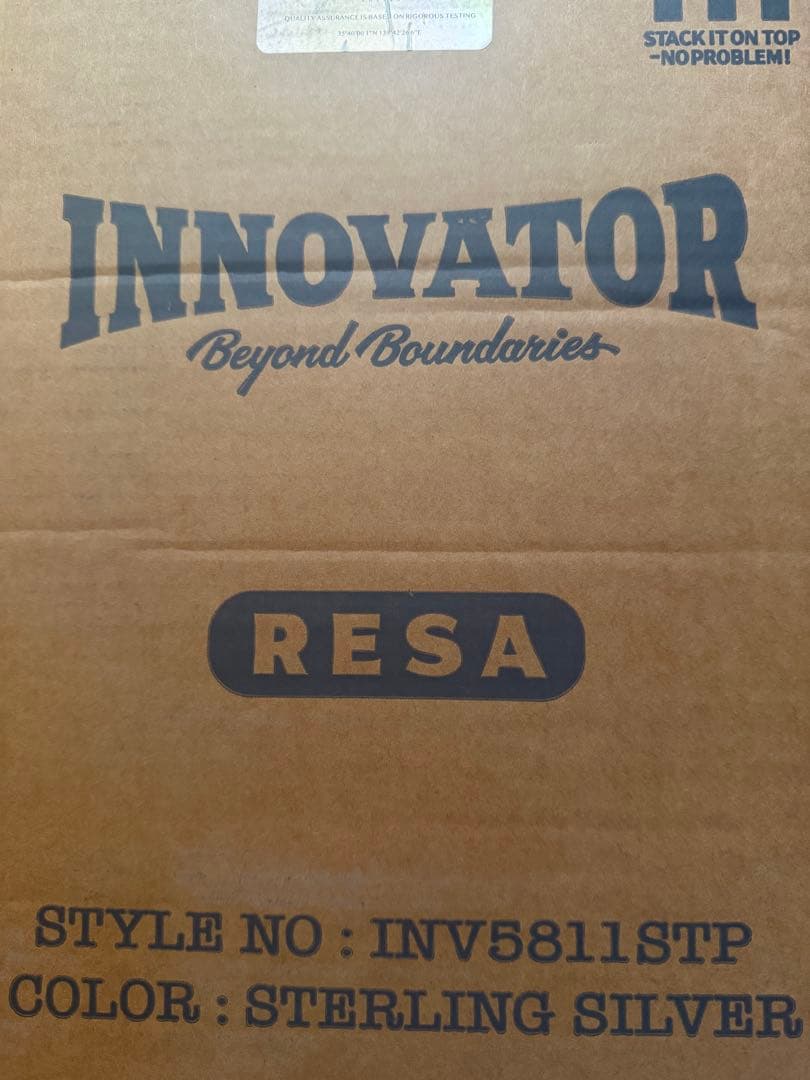 QUALITY ASSURANCE IS BASED ON RIGOROUS TESTING
STACK IT ON TOP
-NO PROBLEM!
INNOVATOR
Beyond Boundaries
RESA
STYLE NO : INV5811STP
COLOR : STERLING SILVER